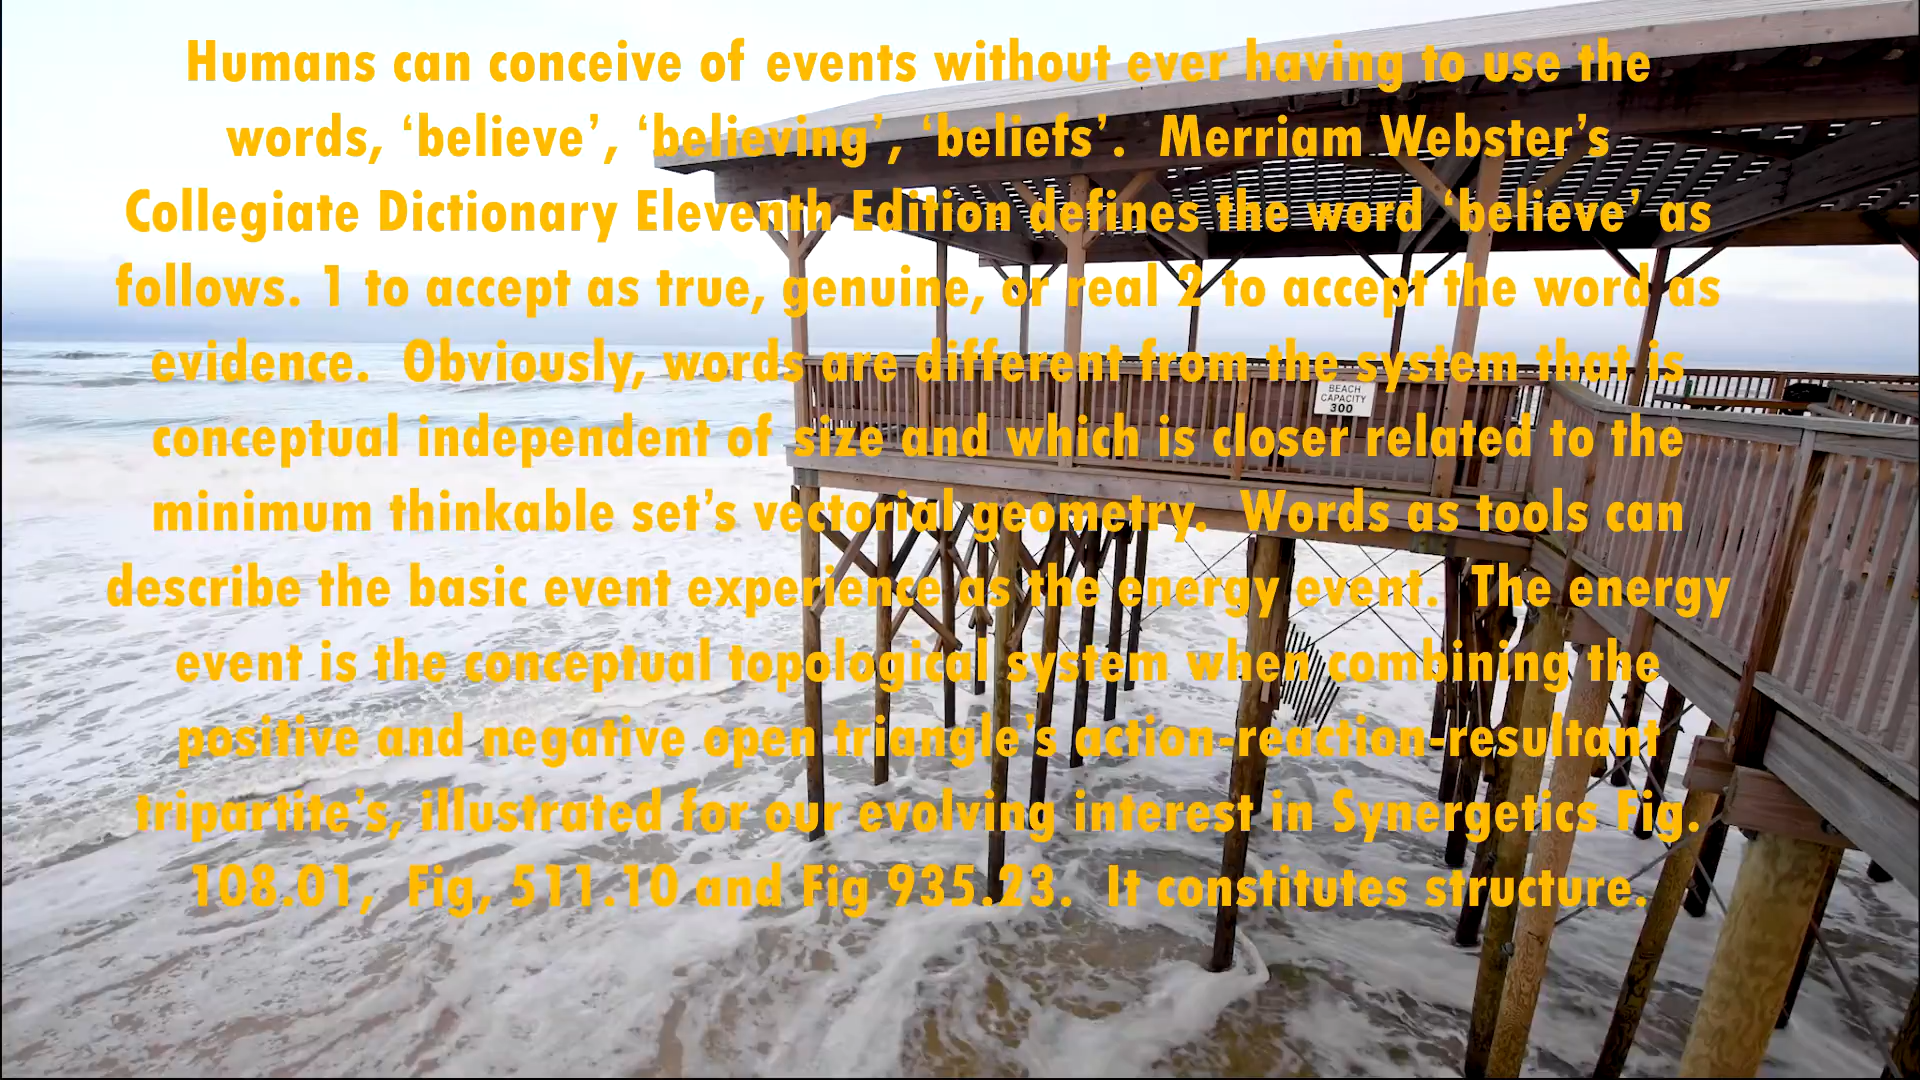 Humans can conceive of events without ever having to use the
words, ‘believe’, ‘believing’, ‘beliefs’.  Merriam Webster’s
Collegiate Dictionary Eleventh Edition defines the word ‘believe’ as
follows. 1 to accept as true, genuine, or real 2 to accept the word as
evidence.  Obviously, words are different from the system that is
conceptual independent of size and which is closer related to the
minimum thinkable set’s vectorial geometry.  Words as tools can
describe the basic event experience as the energy event.  The energy
event is the conceptual topological system when combining the
positive and negative open triangle’s action-reaction-resultant
tripartite’s, illustrated for our evolving interest in Synergetics Fig.
108.01,  Fig, 511.10 and Fig 935.23.  It constitutes structure.
BEACH
CAPACITY
300